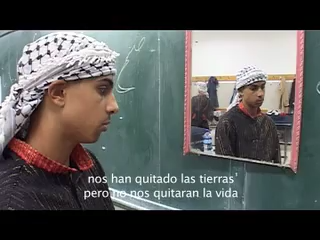 nos han quitado las tierras
pero no nos quitaran la vida